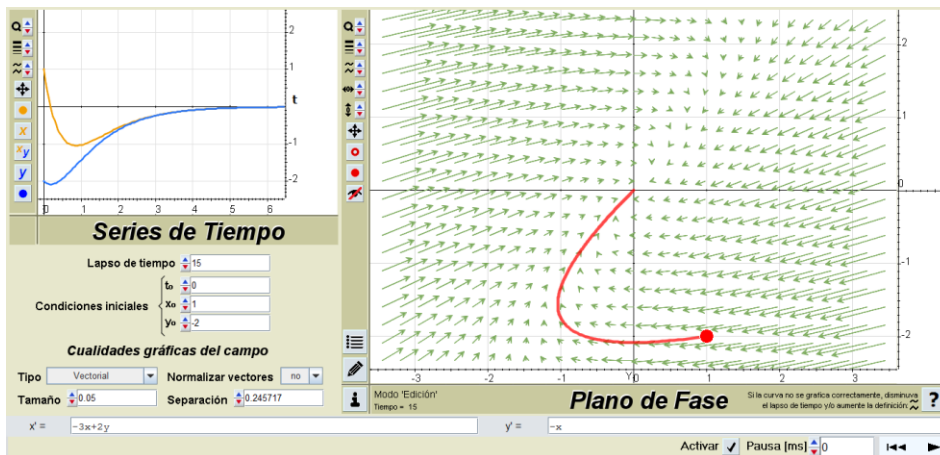 2
1
t
-1
-2
0 1 2 3 4 5 6
x
xy
y
Series de Tiempo
Lapso de tiempo 15
Condiciones iniciales
t₀ 0
x₀ 1
y₀ -2
Cualidades gráficas del campo
Tipo Vectorial Normalizar vectores no
Tamaño 0.05 Separación 0.245717
2
1
0
-1
-2
-3 -2 -1 Y 0 1 2 3
Modo 'Edición'
Tiempo = 15
Plano de Fase
Si la curva no se grafica correctamente, disminuya
el lapso de tiempo y/o aumente la definición:
?
x' = -3x+2y y' = -x
Activar Pausa [ms] 0